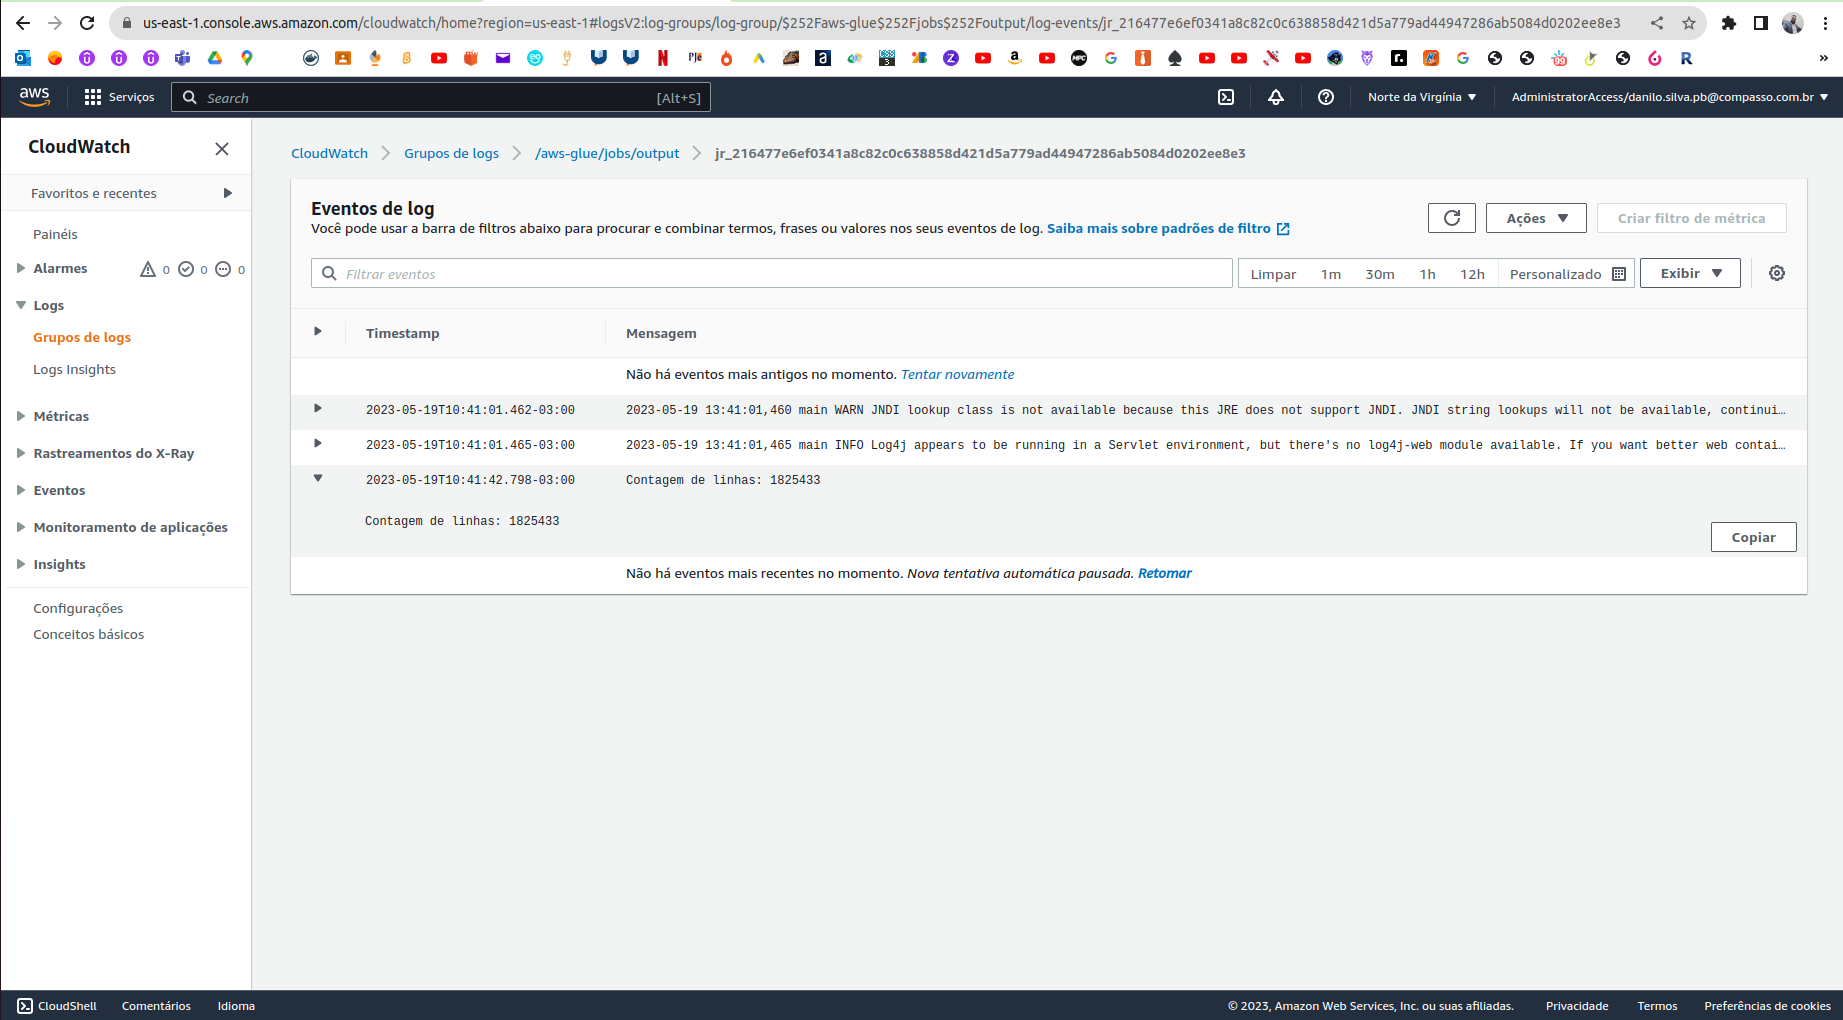 us-east-1.console.aws.amazon.com/cloudwatch/home?region=us-east-1#logsV2:log-groups/log-group/$252Faws-glue$252Fjobs$252Foutput/log-events/jr_216477e6ef0341a8c82c0c638858d421d5a779ad44947286ab5084d0202ee8e3
aws Serviços Search [Alt+S] Norte da Virgínia AdministratorAccess/danilo.silva.pb@compasso.com.br
CloudWatch
CloudWatch Grupos de logs /aws-glue/jobs/output jr_216477e6ef0341a8c82c0c638858d421d5a779ad44947286ab5084d0202ee8e3
Favoritos e recentes
Painéis
Alarmes 0 0 0
Logs
Grupos de logs
Logs Insights
Métricas
Rastreamentos do X-Ray
Eventos
Monitoramento de aplicações
Insights
Configurações
Conceitos básicos
Eventos de log
Você pode usar a barra de filtros abaixo para procurar e combinar termos, frases ou valores nos seus eventos de log. Saiba mais sobre padrões de filtro
Ações Criar filtro de métrica
Filtrar eventos Limpar 1m 30m 1h 12h Personalizado Exibir
Timestamp Mensagem
Não há eventos mais antigos no momento. Tentar novamente
2023-05-19T10:41:01.462-03:00 2023-05-19 13:41:01,460 main WARN JNDI lookup class is not available because this JRE does not support JNDI. JNDI string lookups will not be available, continui…
2023-05-19T10:41:01.465-03:00 2023-05-19 13:41:01,465 main INFO Log4j appears to be running in a Servlet environment, but there's no log4j-web module available. If you want better web contai…
2023-05-19T10:41:42.798-03:00 Contagem de linhas: 1825433
Contagem de linhas: 1825433
Copiar
Não há eventos mais recentes no momento. Nova tentativa automática pausada. Retomar
CloudShell Comentários Idioma © 2023, Amazon Web Services, Inc. ou suas afiliadas. Privacidade Termos Preferências de cookies